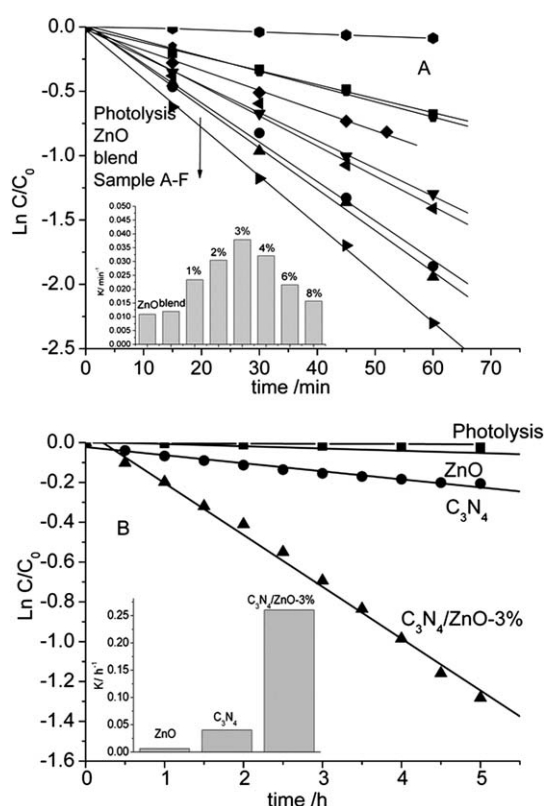 A
Photolysis
ZnO
blend
Sample A-F
Ln C/C₀
0.0
-0.5
-1.0
-1.5
-2.0
-2.5
0 10 20 30 40 50 60 70
time /min
K/ min⁻¹
0.050
0.045
0.040
0.035
0.030
0.025
0.020
0.015
0.010
0.005
0.000
ZnO blend 1% 2% 3% 4% 6% 8%
B
Photolysis
ZnO
C₃N₄
C₃N₄/ZnO-3%
Ln C/C₀
0.0
-0.2
-0.4
-0.6
-0.8
-1.0
-1.2
-1.4
-1.6
0 1 2 3 4 5
time /h
K/ h⁻¹
0.25
0.20
0.15
0.10
0.05
0.00
ZnO
C₃N₄
C₃N₄/ZnO-3%